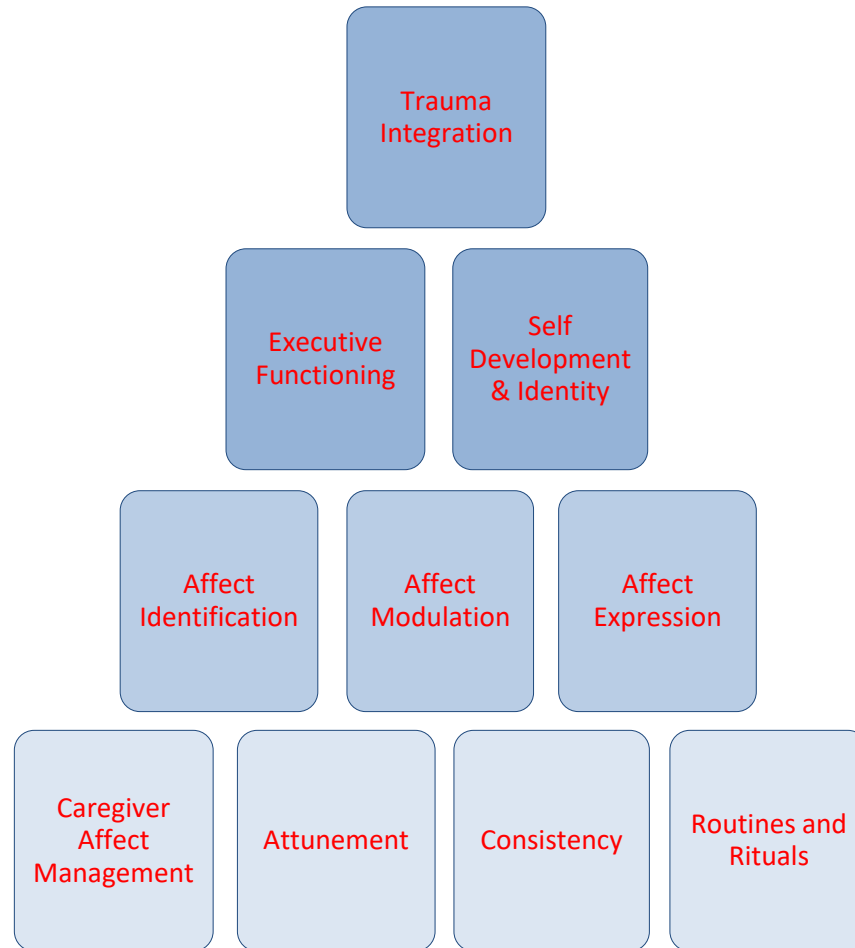 Trauma
Integration
Executive
Functioning
Self
Development
& Identity
Affect
Identification
Affect
Modulation
Affect
Expression
Caregiver
Affect
Management
Attunement
Consistency
Routines and
Rituals